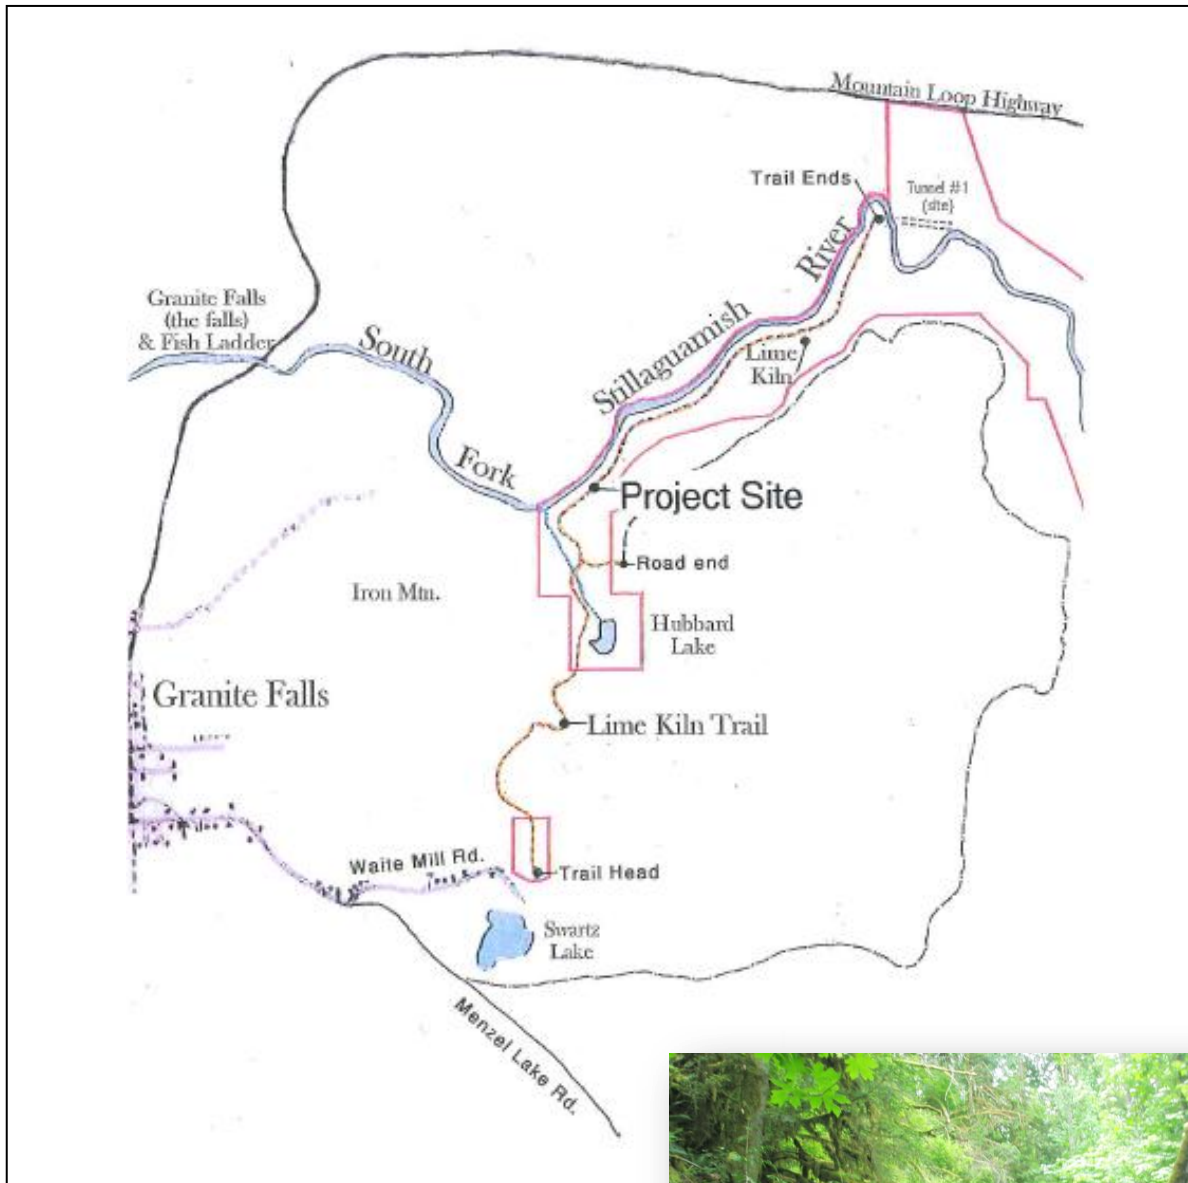 Mountain Loop Highway
Trail Ends
Tunnel #1
(site)
River
Granite Falls
(the falls)
& Fish Ladder
South
Stillaguamish
Lime
Kiln
Fork
Project Site
Road end
Iron Mtn.
Hubbard
Lake
Granite Falls
Lime Kiln Trail
Waite Mill Rd.
Trail Head
Swartz
Lake
Menzel Lake Rd.